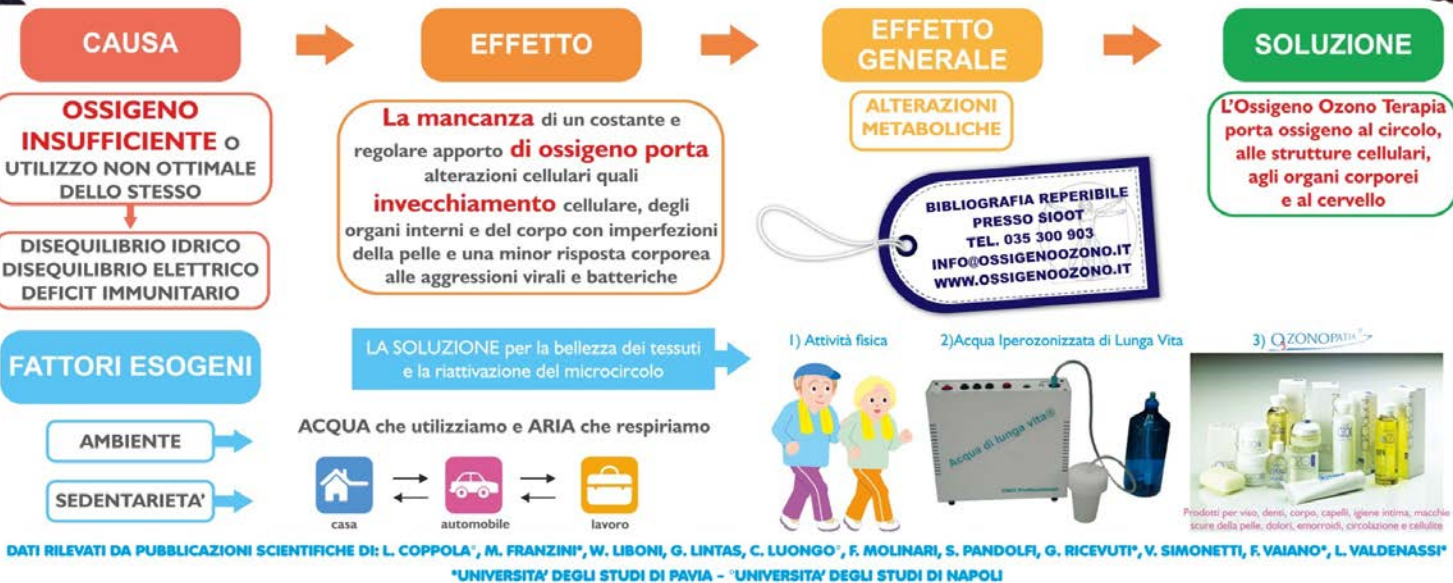 CAUSA
EFFETTO
EFFETTO
GENERALE
SOLUZIONE
OSSIGENO
INSUFFICIENTE O
UTILIZZO NON OTTIMALE
DELLO STESSO
DISEQUILIBRIO IDRICO
DISEQUILIBRIO ELETTRICO
DEFICIT IMMUNITARIO
La mancanza di un costante e
regolare apporto di ossigeno porta
alterazioni cellulari quali
invecchiamento cellulare, degli
organi interni e del corpo con imperfezioni
della pelle e una minor risposta corporea
alle aggressioni virali e batteriche
ALTERAZIONI
METABOLICHE
BIBLIOGRAFIA REPERIBILE
PRESSO SIOOT
TEL. 035 300 903
INFO@OSSIGENOOZONO.IT
WWW.OSSIGENOOZONO.IT
L'Ossigeno Ozono Terapia
porta ossigeno al circolo,
alle strutture cellulari,
agli organi corporei
e al cervello
FATTORI ESOGENI
AMBIENTE
SEDENTARIETA'
LA SOLUZIONE per la bellezza dei tessuti
e la riattivazione del microcircolo
ACQUA che utilizziamo e ARIA che respiriamo
casa
automobile
lavoro
1) Attività fisica
2)Acqua Iperozonizzata di Lunga Vita
Acqua di lunga vita®
3) O3ZONOPATIA®
Prodotti per viso, denti, corpo, capelli, igiene intima, macchie
scure della pelle, dolori, emorroidi, circolazione e cellulite
DATI RILEVATI DA PUBBLICAZIONI SCIENTIFICHE DI: L. COPPOLA°, M. FRANZINI*, W. LIBONI, G. LINTAS, C. LUONGO°, F. MOLINARI, S. PANDOLFI, G. RICEVUTI*, V. SIMONETTI, F. VAIANO*, L. VALDENASSI*
*UNIVERSITA' DEGLI STUDI DI PAVIA - °UNIVERSITA' DEGLI STUDI DI NAPOLI